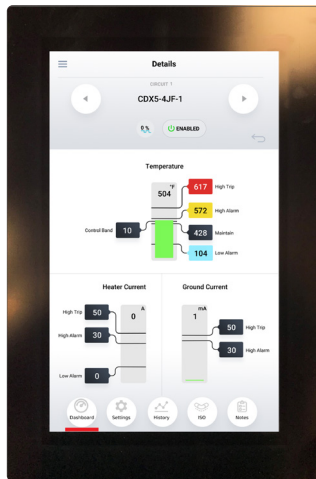 Details
CIRCUIT 1
CDX5-4JF-1
0 %
ENABLED
Temperature
°F
504
617 High Trip
572 High Alarm
Control Band 10
428 Maintain
104 Low Alarm
Heater Current
Ground Current
A
0
mA
1
High Trip 50
High Alarm 30
Low Alarm 0
50 High Trip
30 High Alarm
Dashboard
Settings
History
ISO
Notes